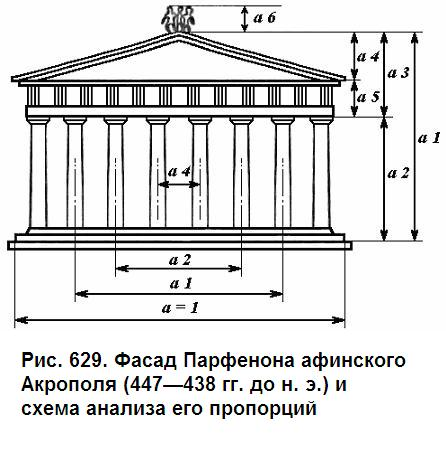 a 6
a 4
a 3
a 5
a 1
a 4
a 2
a 2
a 1
a = 1
Рис. 629. Фасад Парфенона афинского
Акрополя (447—438 гг. до н. э.) и
схема анализа его пропорций